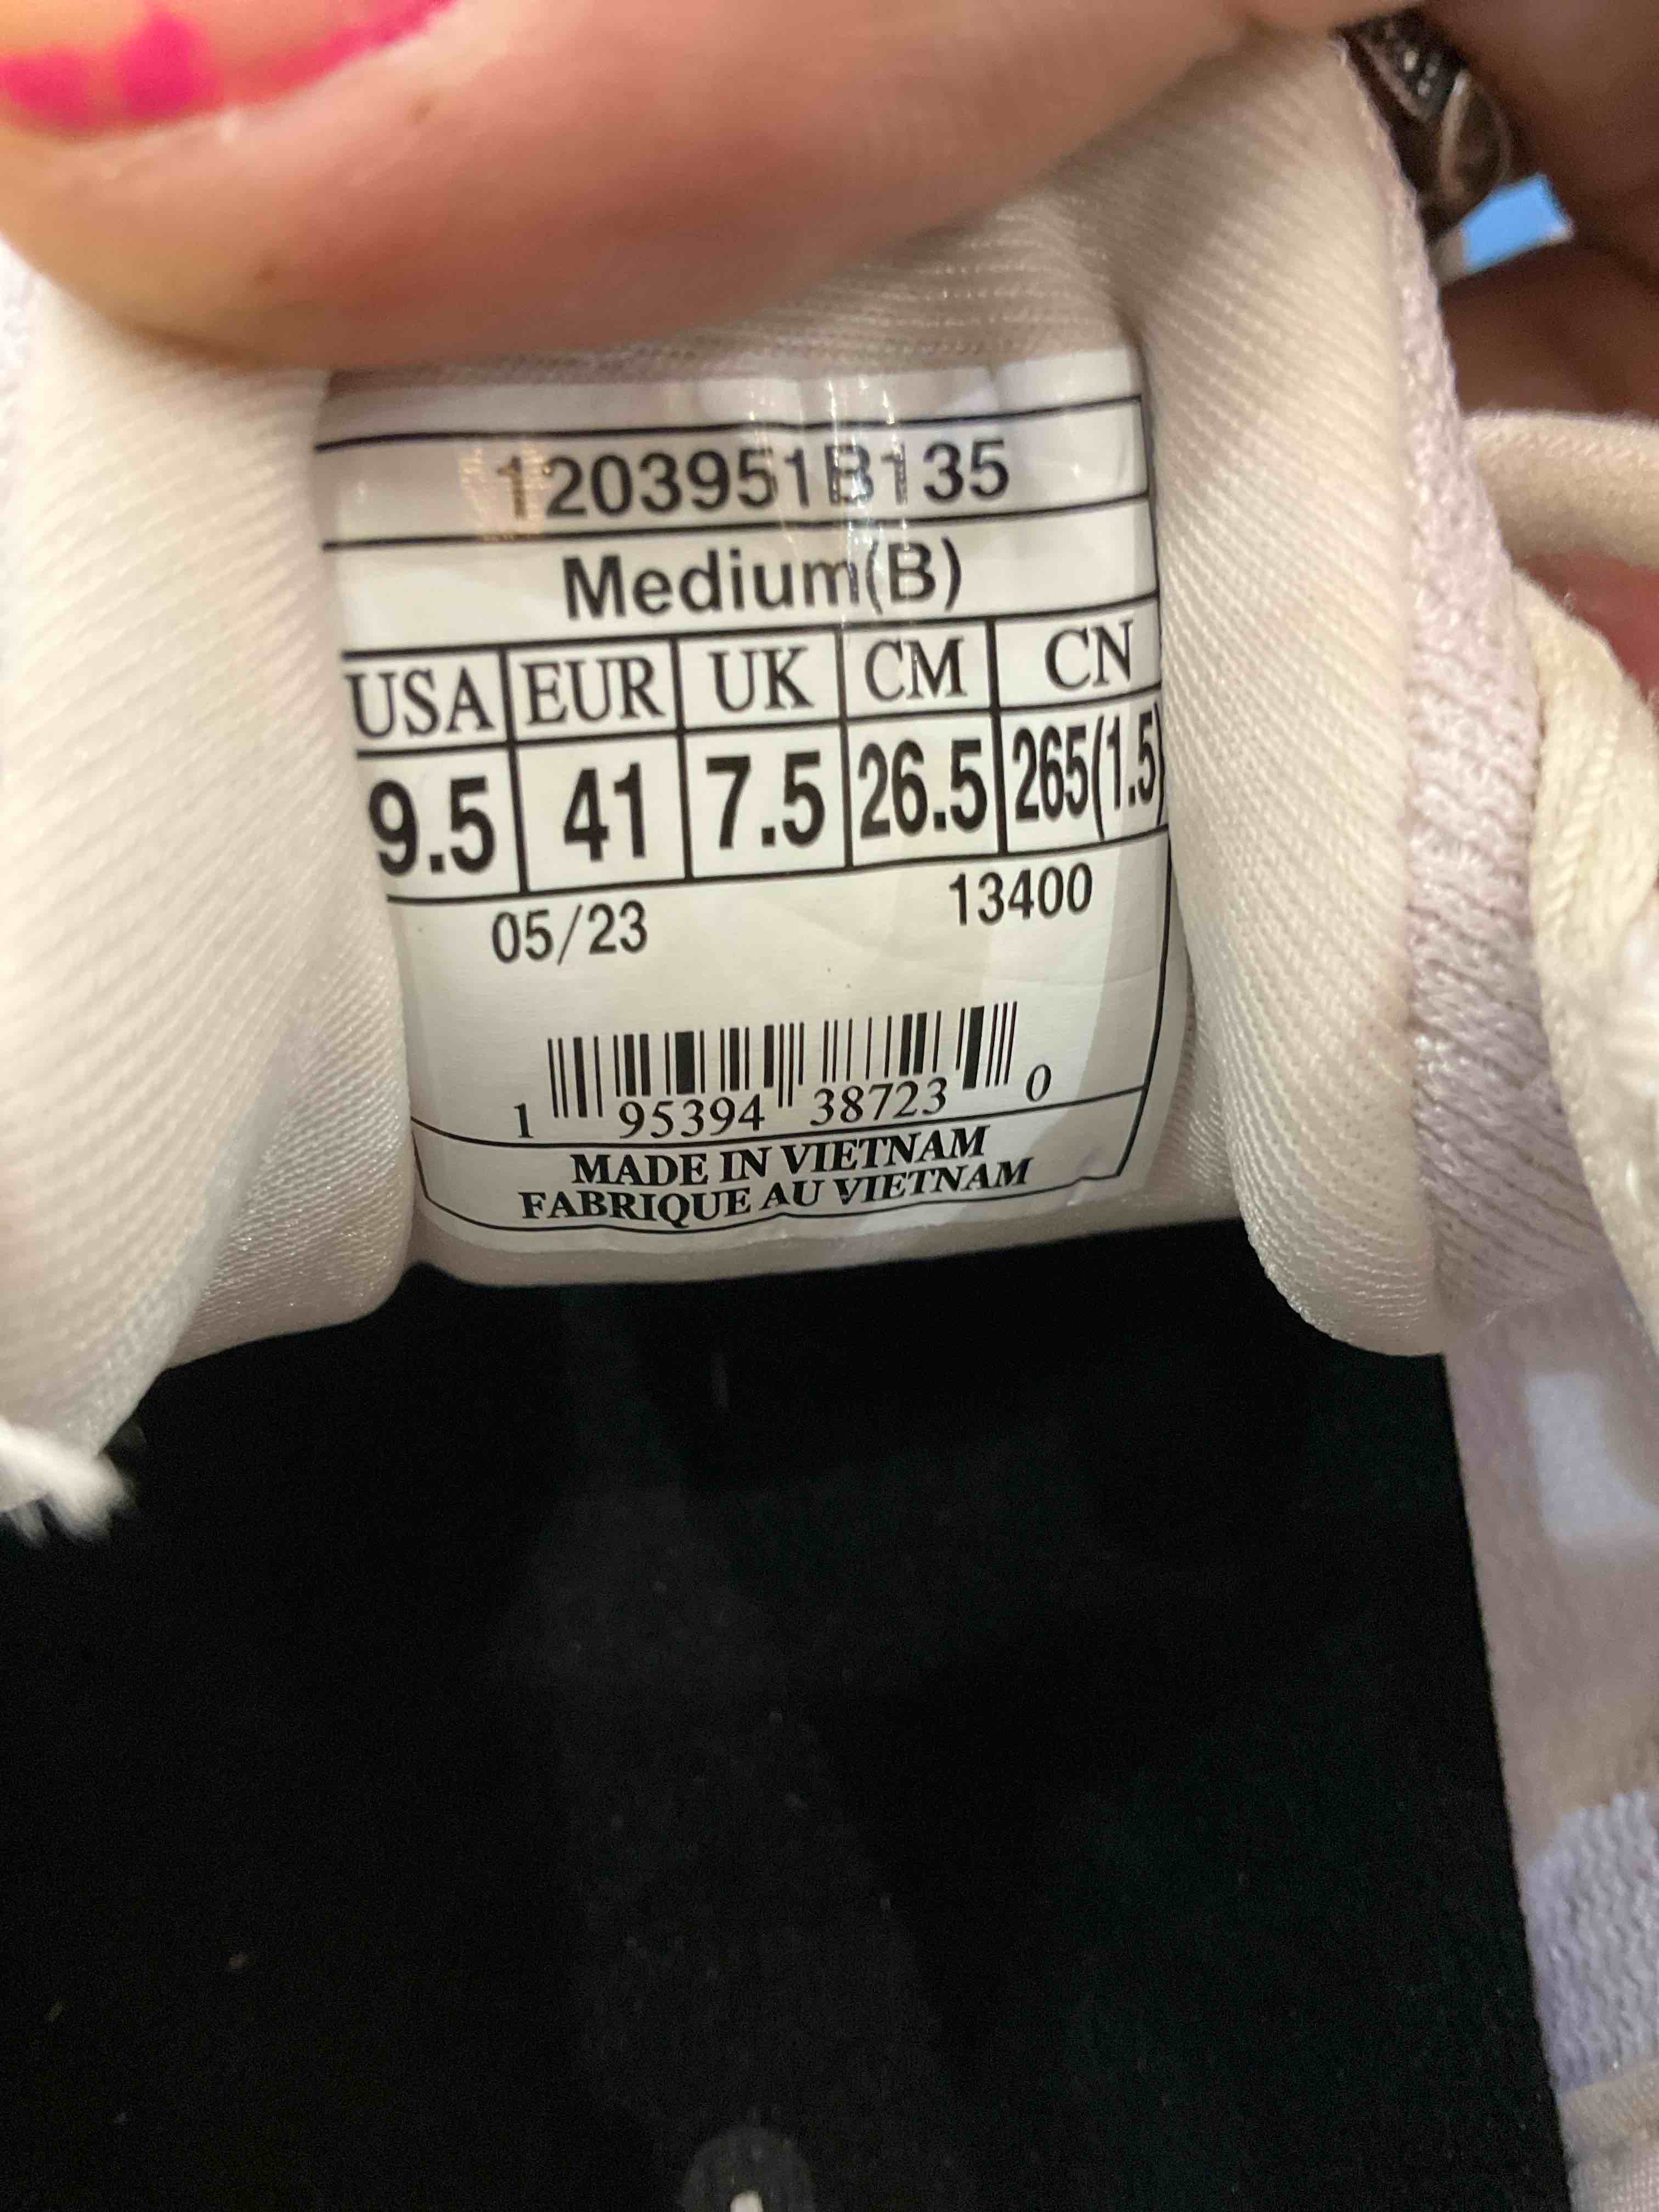 1203951B135
Medium(B)
USA EUR UK CM CN
9.5 41 7.5 26.5 265(1.5)
05/23 13400
1 95394 38723 0
MADE IN VIETNAM
FABRIQUE AU VIETNAM